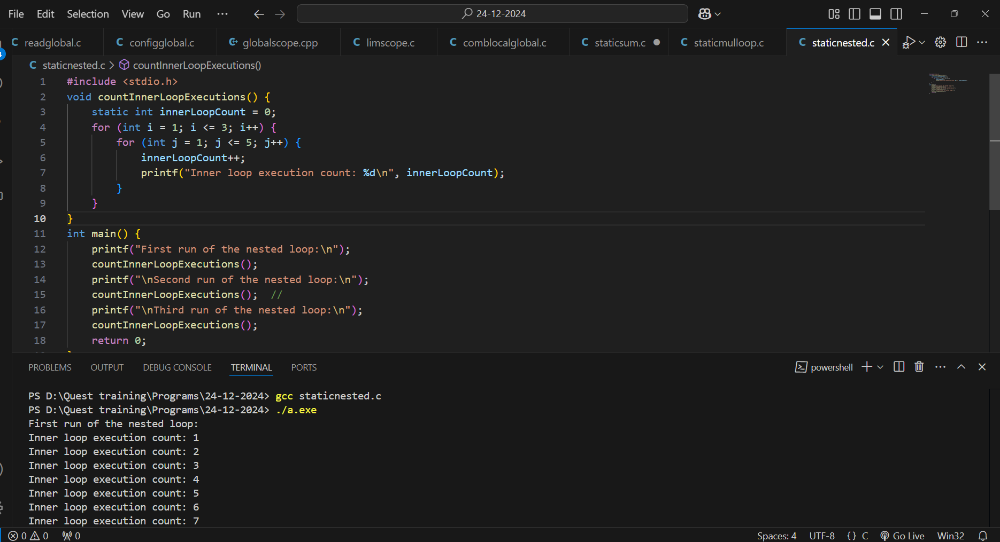 File Edit Selection View Go Run ··· 24-12-2024
readglobal.c configglobal.c globalscope.cpp limscope.c comblocalglobal.c staticsum.c staticmulloop.c staticnested.c
C staticnested.c > countInnerLoopExecutions()
1 #include <stdio.h>
2 void countInnerLoopExecutions() {
3     static int innerLoopCount = 0;
4     for (int i = 1; i <= 3; i++) {
5         for (int j = 1; j <= 5; j++) {
6             innerLoopCount++;
7             printf("Inner loop execution count: %d\n", innerLoopCount);
8         }
9     }
10 }
11 int main() {
12     printf("First run of the nested loop:\n");
13     countInnerLoopExecutions();
14     printf("\nSecond run of the nested loop:\n");
15     countInnerLoopExecutions();  //
16     printf("\nThird run of the nested loop:\n");
17     countInnerLoopExecutions();
18     return 0;
PROBLEMS OUTPUT DEBUG CONSOLE TERMINAL PORTS powershell
PS D:\Quest training\Programs\24-12-2024> gcc staticnested.c
PS D:\Quest training\Programs\24-12-2024> ./a.exe
First run of the nested loop:
Inner loop execution count: 1
Inner loop execution count: 2
Inner loop execution count: 3
Inner loop execution count: 4
Inner loop execution count: 5
Inner loop execution count: 6
Inner loop execution count: 7
0 0 0 Spaces: 4 UTF-8 {} C Go Live Win32